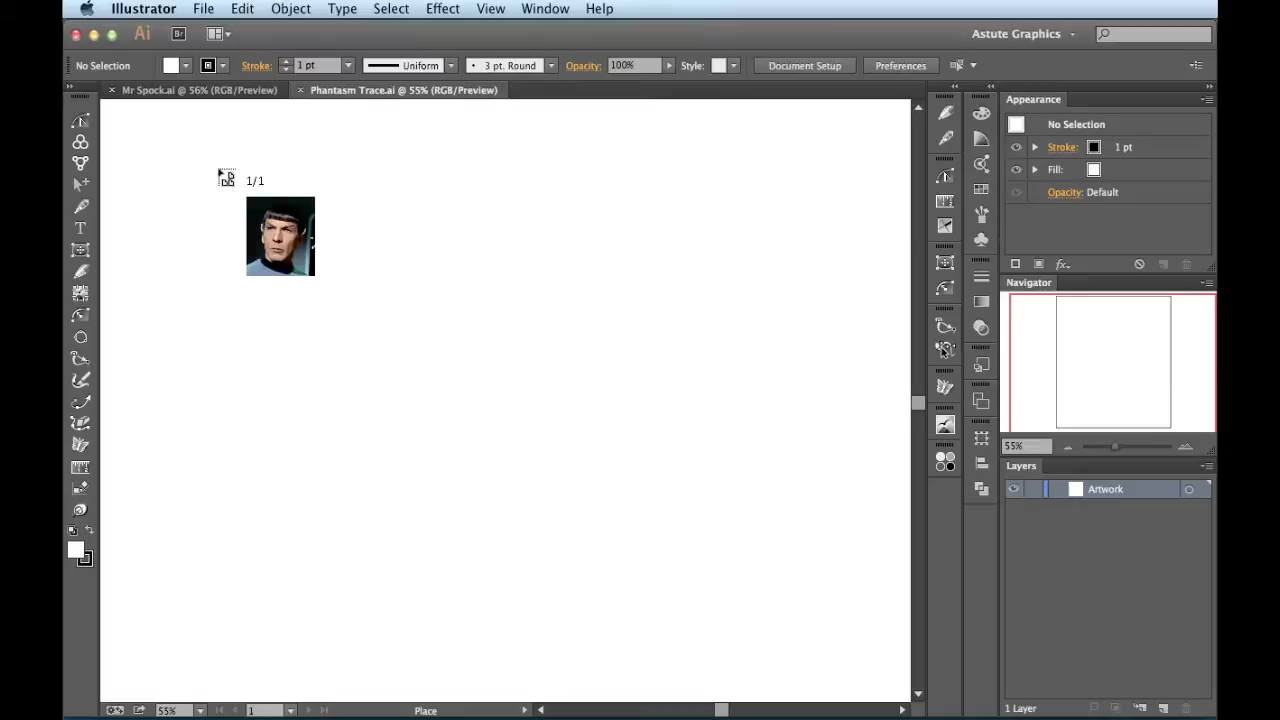 Illustrator File Edit Object Type Select Effect View Window Help
Ai Br Astute Graphics
No Selection Stroke: 1 pt Uniform 3 pt. Round Opacity: 100% Style: Document Setup Preferences
× Mr Spock.ai @ 56% (RGB/Preview) × Phantasm Trace.ai @ 55% (RGB/Preview)
Appearance
No Selection
Stroke: 1 pt
Fill:
Opacity: Default
fx
1/1
T
Navigator
55%
Layers
Artwork
1 Layer
55% 1 Place